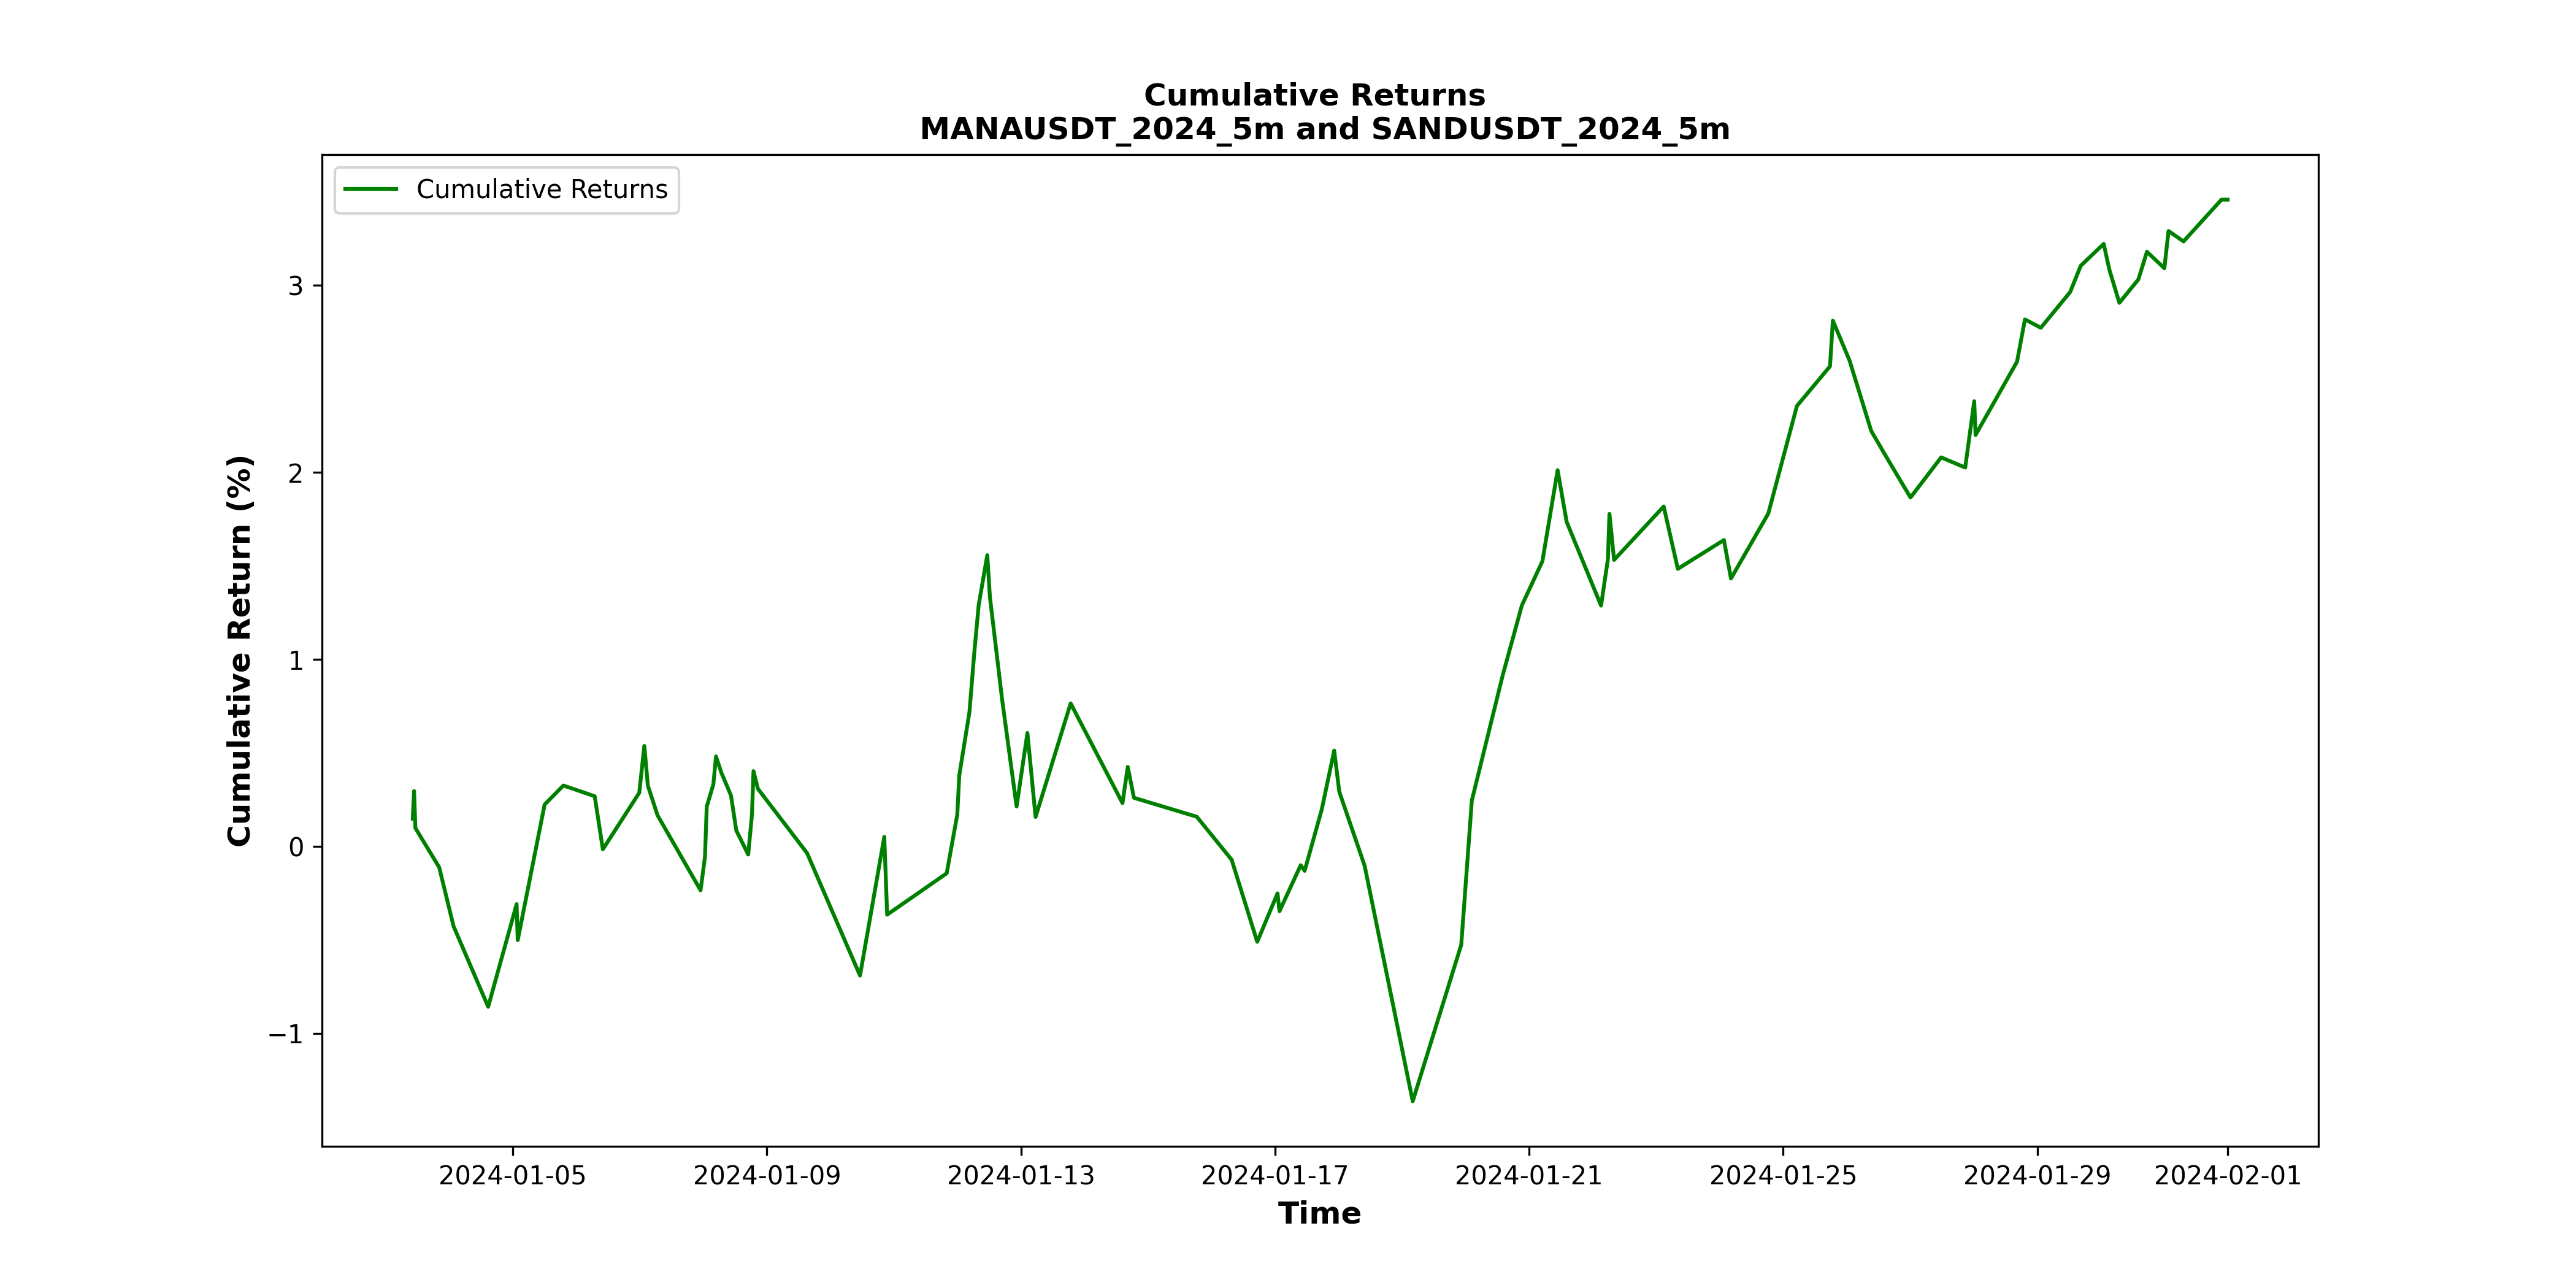 Cumulative Returns
MANAUSDT_2024_5m and SANDUSDT_2024_5m
Cumulative Returns
Cumulative Return (%)
3
2
1
0
−1
2024-01-05 2024-01-09 2024-01-13 2024-01-17 2024-01-21 2024-01-25 2024-01-29 2024-02-01
Time